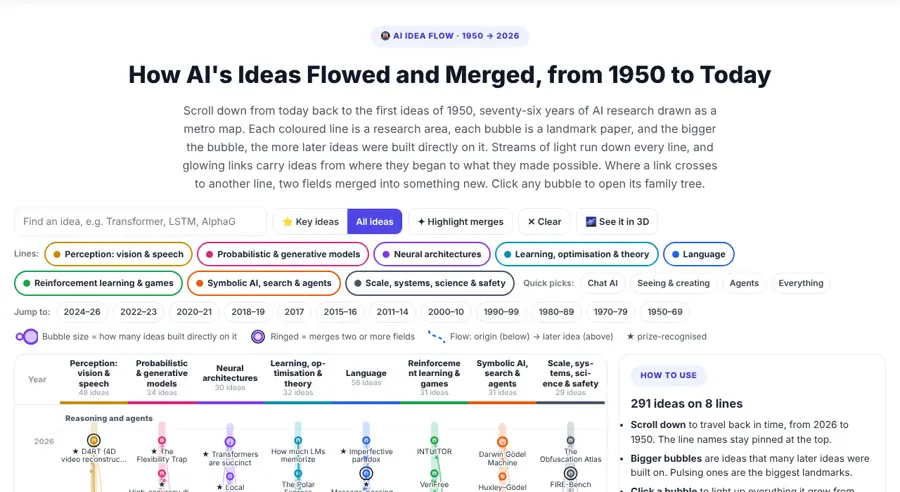 AI IDEA FLOW · 1950 → 2026
How AI's Ideas Flowed and Merged, from 1950 to Today
Scroll down from today back to the first ideas of 1950, seventy-six years of AI research drawn as a
metro map. Each coloured line is a research area, each bubble is a landmark paper, and the bigger
the bubble, the more later ideas were built directly on it. Streams of light run down every line, and
glowing links carry ideas from where they began to what they made possible. Where a link crosses
to another line, two fields merged into something new. Click any bubble to open its family tree.
Find an idea, e.g. Transformer, LSTM, AlphaG
⭐ Key ideas
All ideas
✦ Highlight merges
✕ Clear
🌌 See it in 3D
Lines:
Perception: vision & speech
Probabilistic & generative models
Neural architectures
Learning, optimisation & theory
Language
Reinforcement learning & games
Symbolic AI, search & agents
Scale, systems, science & safety
Quick picks:
Chat AI
Seeing & creating
Agents
Everything
Jump to:
2024–26
2022–23
2020–21
2018–19
2017
2015–16
2011–14
2000–10
1990–99
1980–89
1970–79
1950–69
Bubble size = how many ideas built directly on it
Ringed = merges two or more fields
Flow: origin (below) → later idea (above)
★ prize-recognised
Year
Perception:
vision &
speech
48 ideas
Probabilistic
& generative
models
34 ideas
Neural
architectures
30 ideas
Learning, op-
timisation &
theory
32 ideas
Language
56 ideas
Reinforceme
nt learning &
games
31 ideas
Symbolic AI,
search &
agents
31 ideas
Scale, sys-
tems, sci-
ence & safety
29 ideas
Reasoning and agents
2026
★ D4RT (4D
video reconstruc...
★ The
Flexibility Trap
★ Transformers
are succinct
How much LMs
memorize
★ Imperfective
paradox
INTUITOR
Darwin Gödel
Machine
The
Obfuscation Atlas
★ Local
The Polar
Express
VeriFree
Huxley–Gödel
FIRE-Bench
HOW TO USE
291 ideas on 8 lines
• Scroll down to travel back in time, from 2026 to
1950. The line names stay pinned at the top.
• Bigger bubbles are ideas that many later ideas were
built on. Pulsing ones are the biggest landmarks.
• Click a bubble to light up everything it grew from